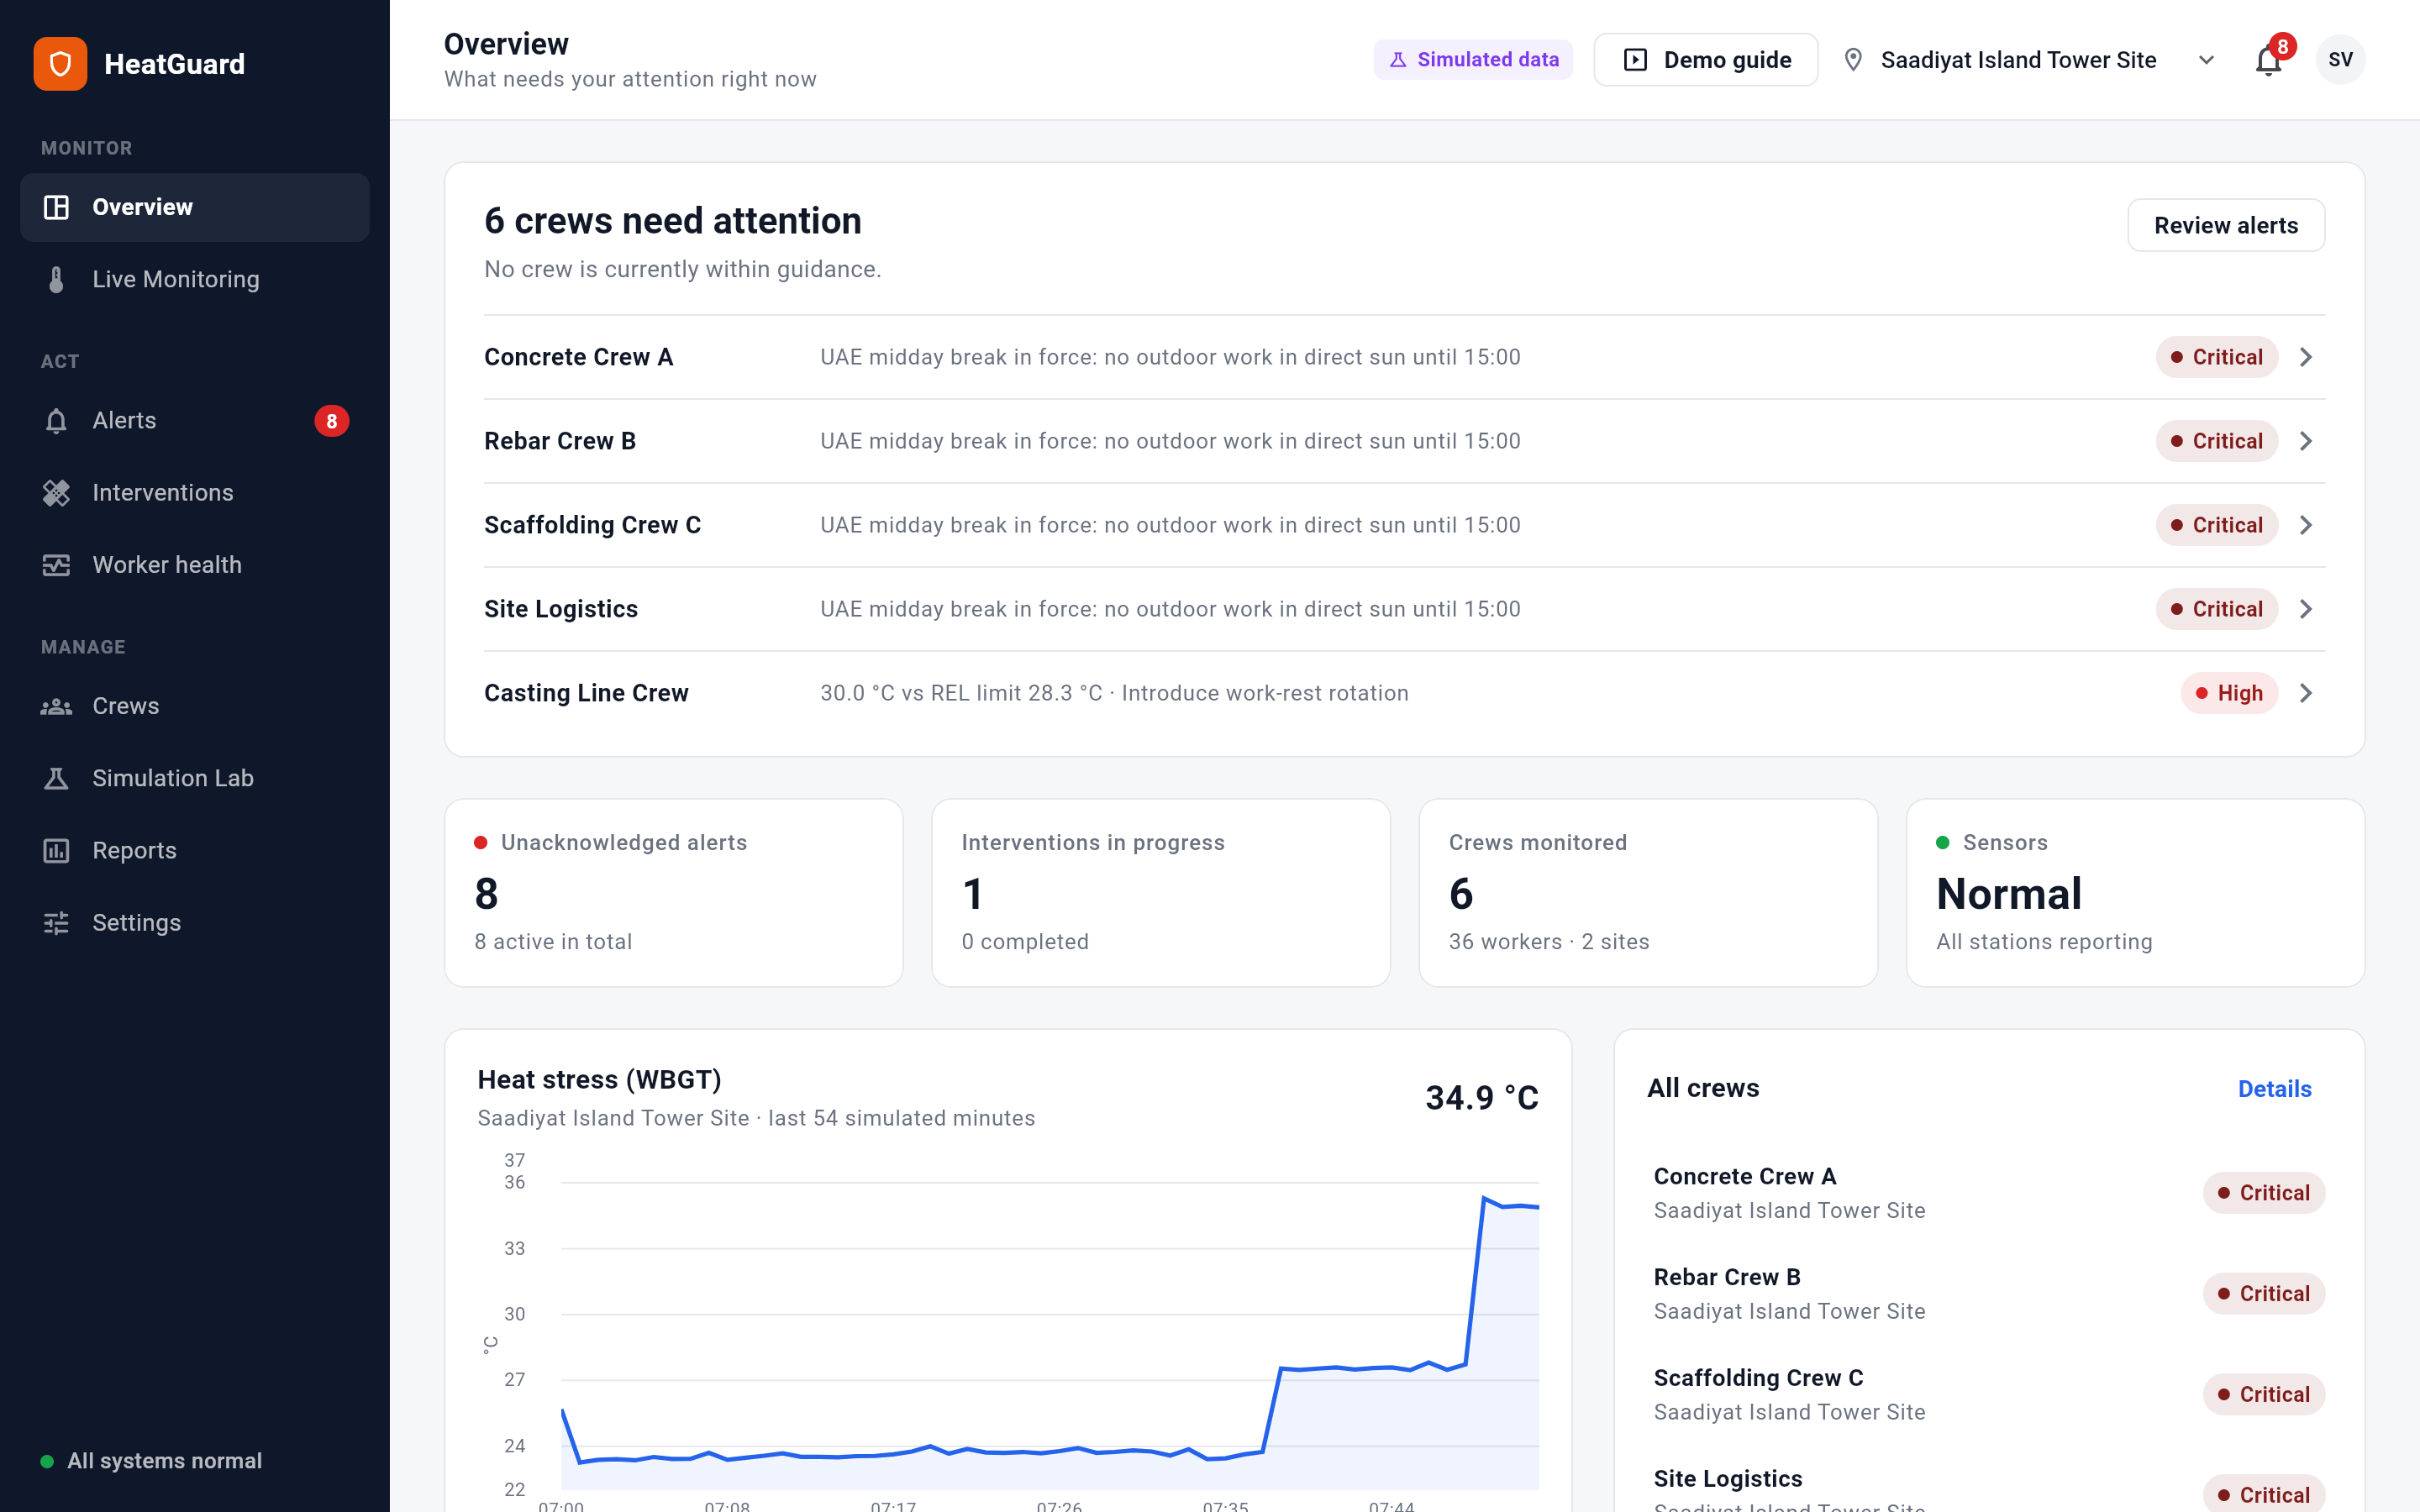 HeatGuard
MONITOR
Overview
Live Monitoring
ACT
Alerts 8
Interventions
Worker health
MANAGE
Crews
Simulation Lab
Reports
Settings
All systems normal
Overview
What needs your attention right now
Simulated data
Demo guide
Saadiyat Island Tower Site
8
SV
6 crews need attention
No crew is currently within guidance.
Review alerts
Concrete Crew A UAE midday break in force: no outdoor work in direct sun until 15:00 Critical
Rebar Crew B UAE midday break in force: no outdoor work in direct sun until 15:00 Critical
Scaffolding Crew C UAE midday break in force: no outdoor work in direct sun until 15:00 Critical
Site Logistics UAE midday break in force: no outdoor work in direct sun until 15:00 Critical
Casting Line Crew 30.0 °C vs REL limit 28.3 °C · Introduce work-rest rotation High
Unacknowledged alerts
8
8 active in total
Interventions in progress
1
0 completed
Crews monitored
6
36 workers · 2 sites
Sensors
Normal
All stations reporting
Heat stress (WBGT)
Saadiyat Island Tower Site · last 54 simulated minutes
34.9 °C
37
36
33
30
°C
27
24
22
07:00 07:08 07:17 07:26 07:35 07:44
All crews
Details
Concrete Crew A
Saadiyat Island Tower Site
Critical
Rebar Crew B
Saadiyat Island Tower Site
Critical
Scaffolding Crew C
Saadiyat Island Tower Site
Critical
Site Logistics
Saadiyat Island Tower Site
Critical